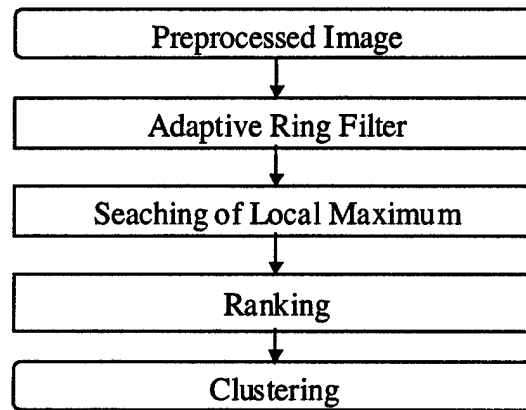 Preprocessed Image
Adaptive Ring Filter
Seaching of Local Maximum
Ranking
Clustering